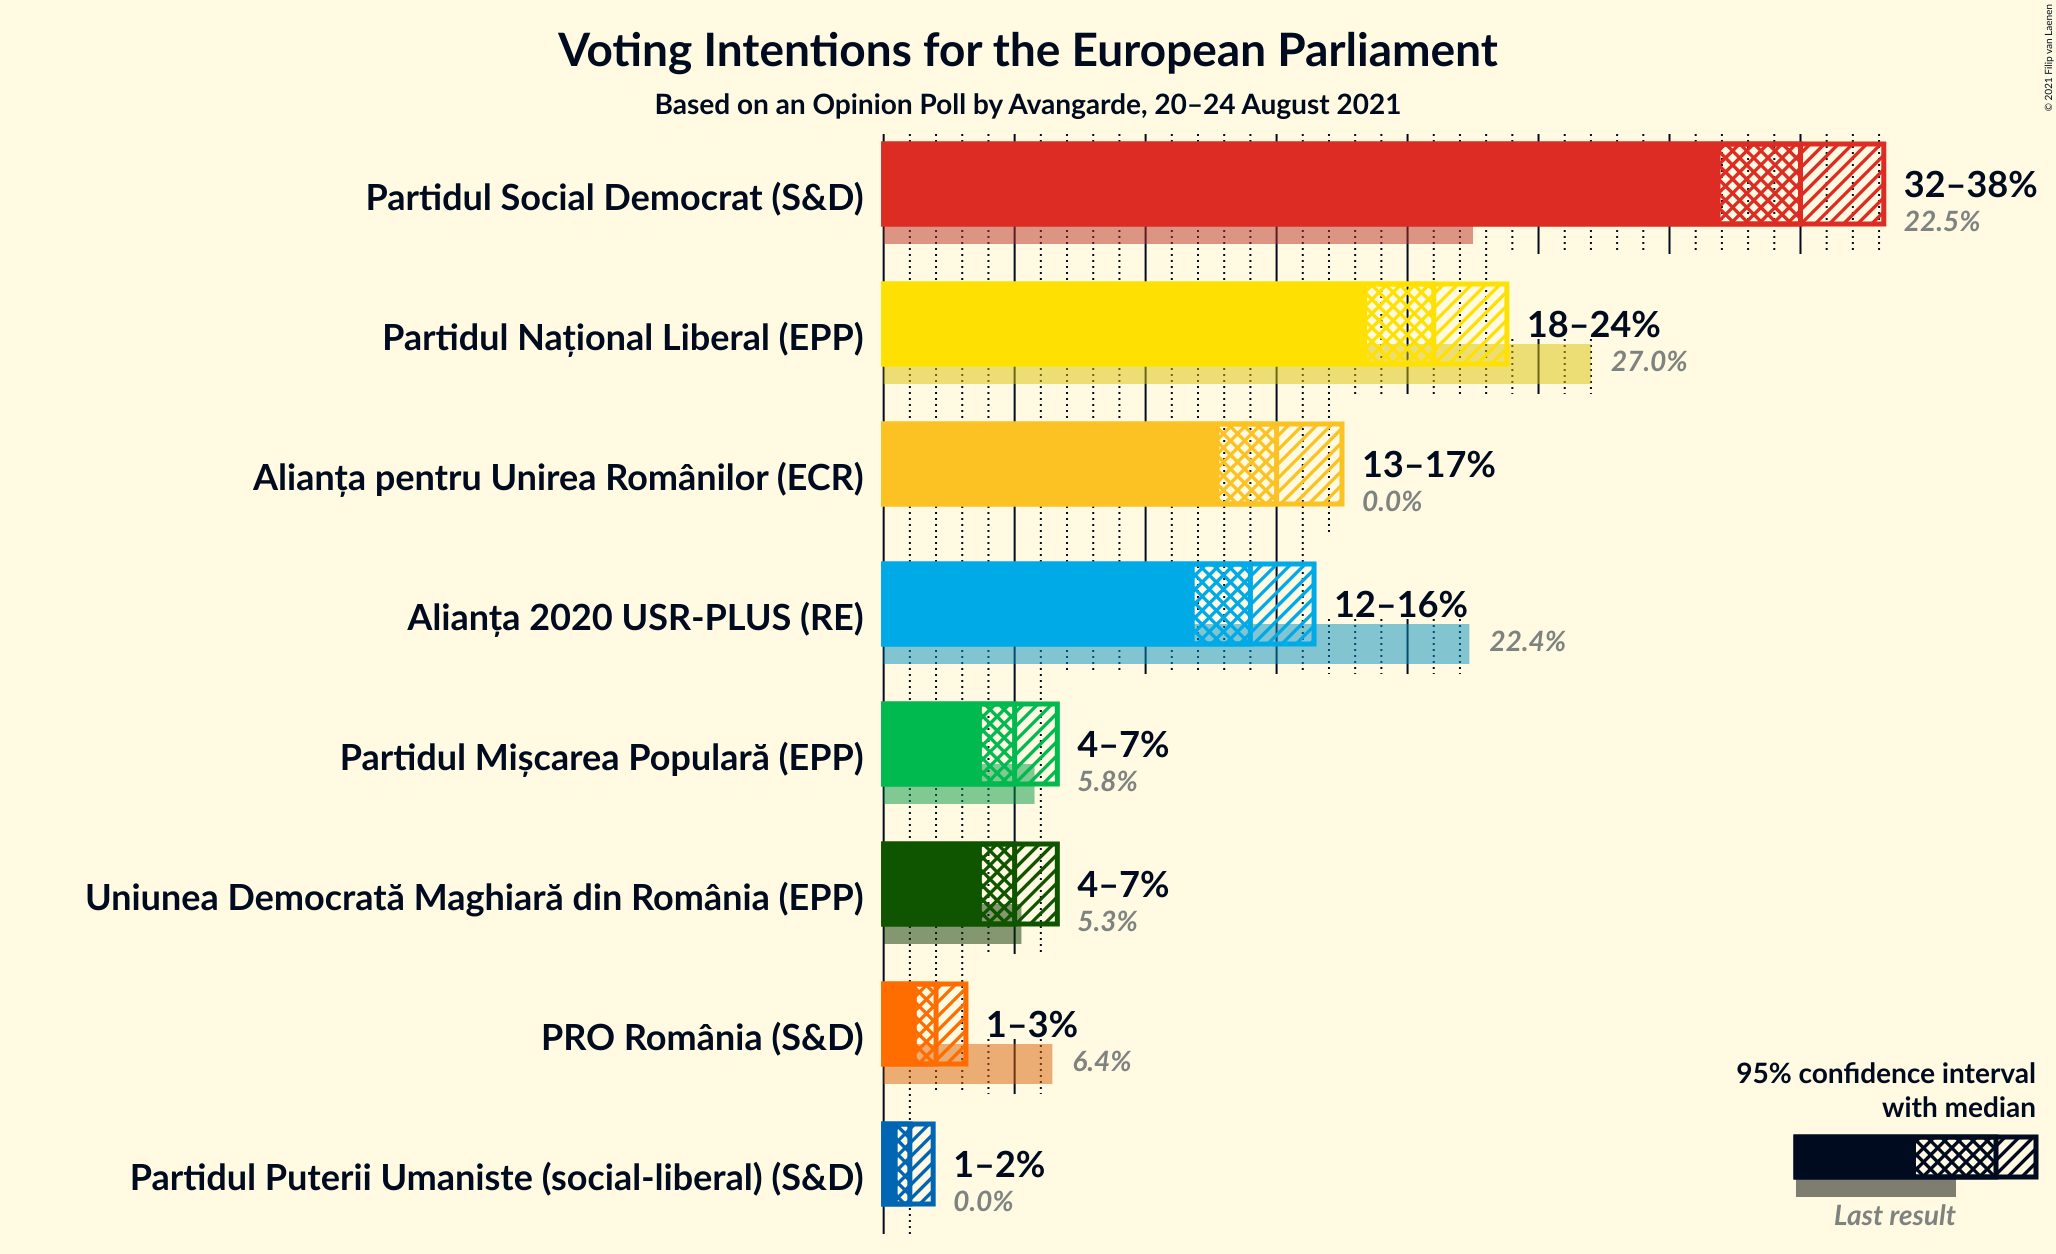 Voting Intentions for the European Parliament
Based on an Opinion Poll by Avangarde, 20–24 August 2021
© 2021 Filip van Laenen
Partidul Social Democrat (S&D)
32–38%
22.5%
Partidul Național Liberal (EPP)
18–24%
27.0%
Alianța pentru Unirea Românilor (ECR)
13–17%
0.0%
Alianța 2020 USR-PLUS (RE)
12–16%
22.4%
Partidul Mișcarea Populară (EPP)
4–7%
5.8%
Uniunea Democrată Maghiară din România (EPP)
4–7%
5.3%
PRO România (S&D)
1–3%
6.4%
Partidul Puterii Umaniste (social-liberal) (S&D)
1–2%
0.0%
95% confidence interval
with median
Last result